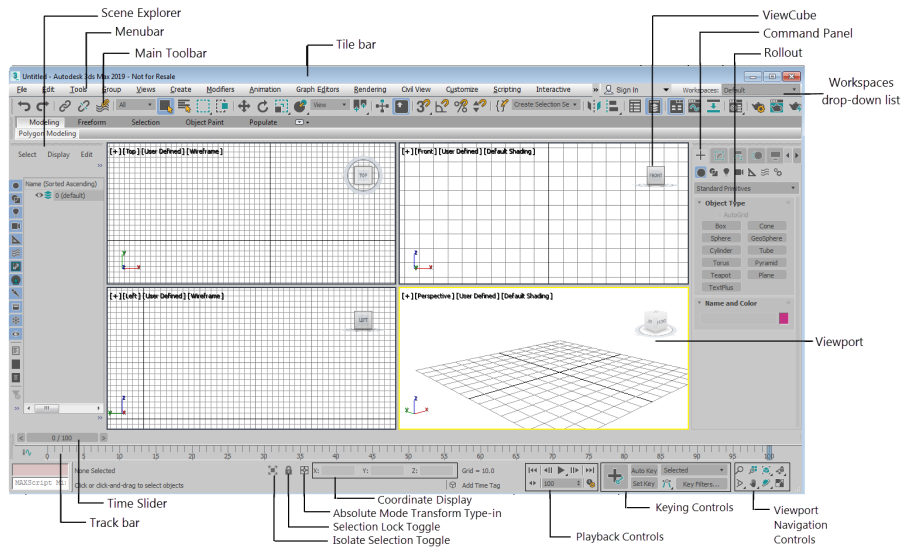 Scene Explorer
Menubar
Main Toolbar
Tile bar
ViewCube
Command Panel
Rollout
Workspaces
drop-down list
Untitled - Autodesk 3ds Max 2019 - Not for Resale
File Edit Tools Group Views Create Modifiers Animation Graph Editors Rendering Civil View Customize Scripting Interactive » Sign In Workspaces: Default
All View Create Selection Se
Modeling Freeform Selection Object Paint Populate
Polygon Modeling
Select Display Edit
»
Name (Sorted Ascending)
0 (default)
[+] [Top] [User Defined] [Wireframe]
TOP
[+] [Front] [User Defined] [Default Shading]
FRONT
Standard Primitives
Object Type
AutoGrid
Box Cone
Sphere GeoSphere
Cylinder Tube
Torus Pyramid
Teapot Plane
TextPlus
Name and Color
[+] [Left] [User Defined] [Wireframe]
LEFT
[+] [Perspective] [User Defined] [Default Shading]
Viewport
< 0 / 100 >
0 5 10 15 20 25 30 35 40 45 50 55 60 65 70 75 80 85 90 95 100
None Selected
X: Y: Z: Grid = 10.0
Auto Key Selected
MAXScript Mi:
Click or click-and-drag to select objects
Add Time Tag
100
Set Key Key Filters...
Time Slider
Track bar
Coordinate Display
Absolute Mode Transform Type-in
Selection Lock Toggle
Isolate Selection Toggle
Playback Controls
Keying Controls
Viewport
Navigation
Controls